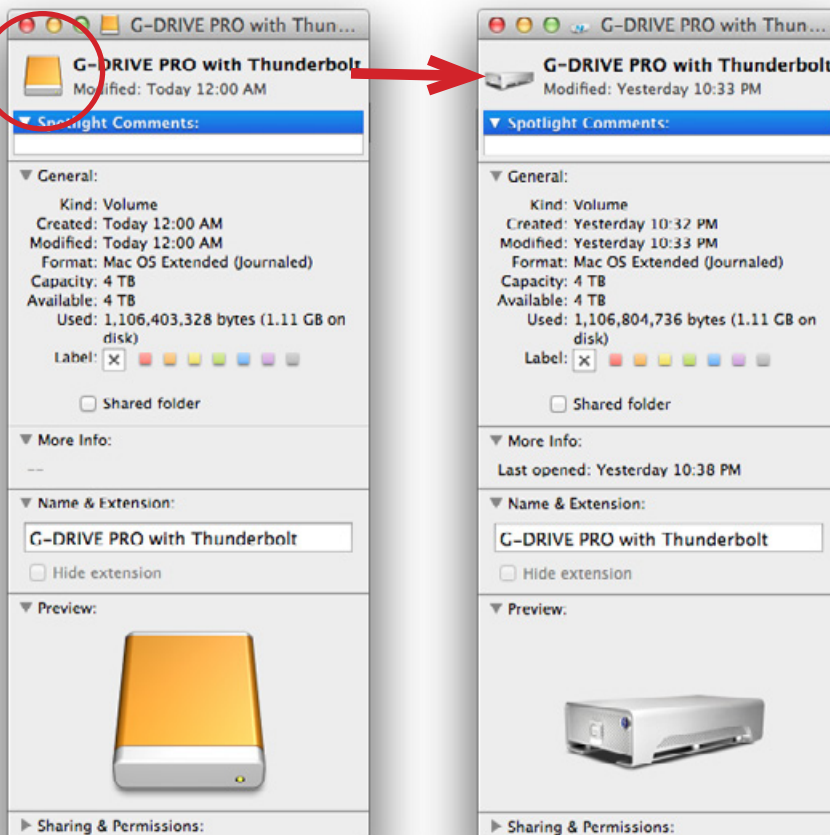 G-DRIVE PRO with Thun...
G-DRIVE PRO with Thunderbolt
Modified: Today 12:00 AM
Spotlight Comments:
General:
Kind: Volume
Created: Today 12:00 AM
Modified: Today 12:00 AM
Format: Mac OS Extended (Journaled)
Capacity: 4 TB
Available: 4 TB
Used: 1,106,403,328 bytes (1.11 GB on
disk)
Label:
Shared folder
More Info:
--
Name & Extension:
G-DRIVE PRO with Thunderbolt
Hide extension
Preview:
Sharing & Permissions:
G-DRIVE PRO with Thun...
G-DRIVE PRO with Thunderbolt
Modified: Yesterday 10:33 PM
Spotlight Comments:
General:
Kind: Volume
Created: Yesterday 10:32 PM
Modified: Yesterday 10:33 PM
Format: Mac OS Extended (Journaled)
Capacity: 4 TB
Available: 4 TB
Used: 1,106,804,736 bytes (1.11 GB on
disk)
Label:
Shared folder
More Info:
Last opened: Yesterday 10:38 PM
Name & Extension:
G-DRIVE PRO with Thunderbolt
Hide extension
Preview:
Sharing & Permissions: